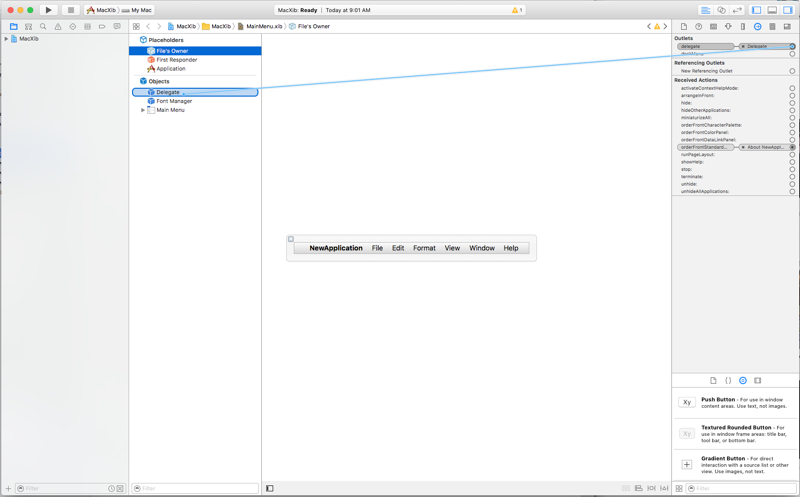 MacXib
My Mac
MacXib: Ready | Today at 9:01 AM
1
MacXib
MacXib
MacXib
MainMenu.xib
File's Owner
Placeholders
File's Owner
First Responder
Application
Objects
Delegate
Font Manager
Main Menu
NewApplication File Edit Format View Window Help
Outlets
delegate
Delegate
Referencing Outlets
New Referencing Outlet
Received Actions
activateContextHelpMode:
arrangeInFront:
hide:
hideOtherApplications:
miniaturizeAll:
orderFrontCharacterPalette:
orderFrontColorPanel:
orderFrontDataLinkPanel:
orderFrontStandard...
About NewAppl...
runPageLayout:
showHelp:
stop:
terminate:
unhide:
unhideAllApplications:
Xy
Push Button - For use in window
content areas. Use text, not images.
Xy
Textured Rounded Button - For
use in window frame areas: title bar,
tool bar, or bottom bar.
Gradient Button - For direct
interaction with a source list or other
view. Use images, not text.
Filter
Filter
Filter